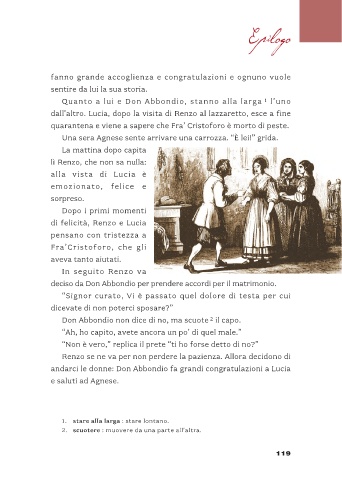 Epilogo
fanno grande accoglienza e congratulazioni e ognuno vuole
sentire da lui la sua storia.
Quanto a lui e Don Abbondio, stanno alla larga 1 l'uno
dall'altro. Lucia, dopo la visita di Renzo al lazzaretto, esce a fine
quarantena e viene a sapere che Fra' Cristoforo è morto di peste.
Una sera Agnese sente arrivare una carrozza. "È lei!" grida.
La mattina dopo capita
lì Renzo, che non sa nulla:
alla vista di Lucia è
emozionato, felice e
sorpreso.
Dopo i primi momenti
di felicità, Renzo e Lucia
pensano con tristezza a
Fra'Cristoforo, che gli
aveva tanto aiutati.
In seguito Renzo va
deciso da Don Abbondio per prendere accordi per il matrimonio.
"Signor curato, Vi è passato quel dolore di testa per cui
dicevate di non poterci sposare?"
Don Abbondio non dice di no, ma scuote 2 il capo.
"Ah, ho capito, avete ancora un po' di quel male."
"Non è vero," replica il prete "ti ho forse detto di no?"
Renzo se ne va per non perdere la pazienza. Allora decidono di
andarci le donne: Don Abbondio fa grandi congratulazioni a Lucia
e saluti ad Agnese.
1. stare alla larga : stare lontano.
2. scuotere : muovere da una parte all'altra.
119